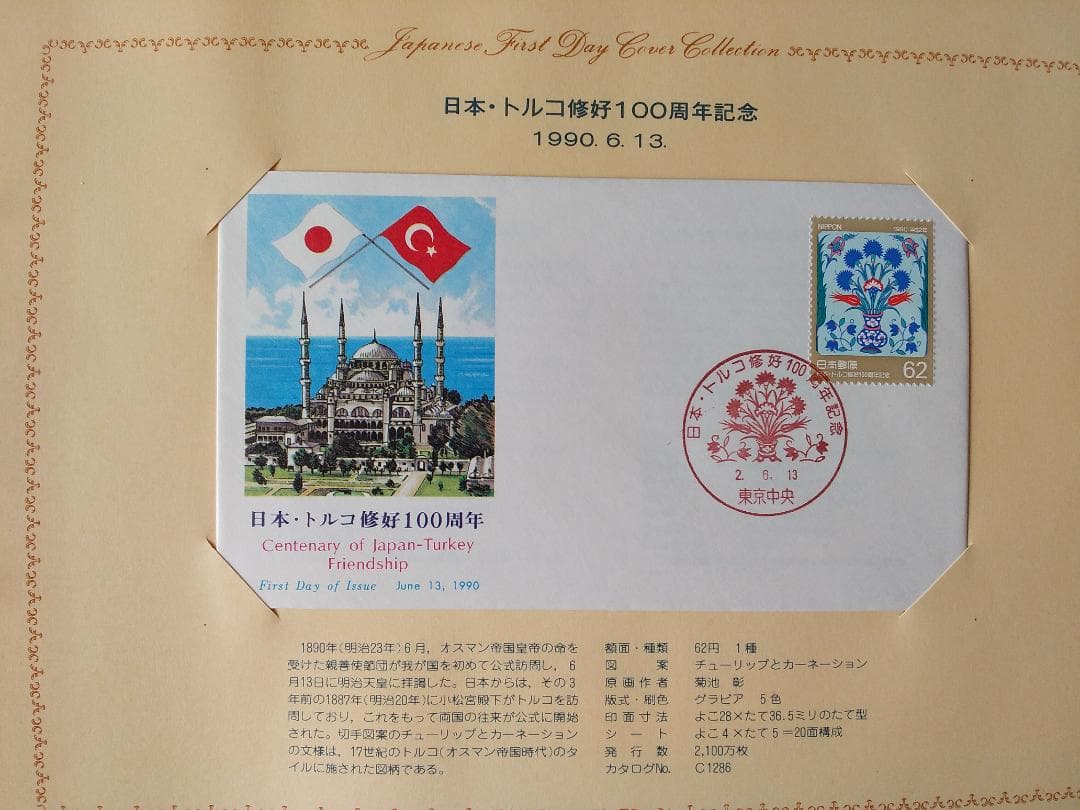 Japanese First Day Cover Collection
日本・トルコ修好100周年記念
1990. 6. 13.
NIPPON
1990
日本郵便
トルコ修好100周年記念
62
日本・トルコ修好100周年記念
2. 6. 13
東京中央
日本・トルコ修好100周年
Centenary of Japan-Turkey
Friendship
First Day of Issue June 13, 1990
1890年(明治23年)6月，オスマン帝国皇帝の命を
受けた親善使節団が我が国を初めて公式訪問し，6
月13日に明治天皇に拝謁した。日本からは，その3
年前の1887年(明治20年)に小松宮殿下がトルコを訪
問しており，これをもって両国の往来が公式に開始
された。切手図案のチューリップとカーネーション
の文様は，17世紀のトルコ(オスマン帝国時代)のタ
イルに施された図柄である。
額面・種類 62円 1種
図案 チューリップとカーネーション
原画作者 菊池 彰
版式・刷色 グラビア 5色
印面寸法 よこ28×たて36.5ミリのたて型
シート よこ4×たて5＝20面構成
発行数 2,100万枚
カタログNo. C1286